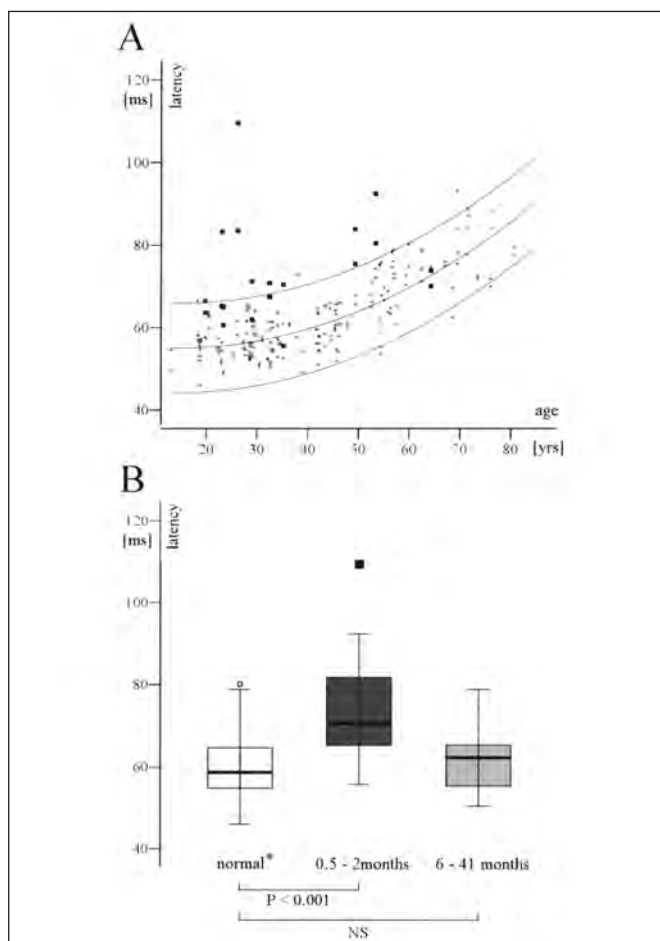 A
120
[ms]
latency
100
80
60
40
age
20 30 40 50 60 70 80 [yrs]
B
120
[ms]
latency
100
80
60
40
normal* 0.5 - 2months 6 - 41 months
P < 0.001
NS